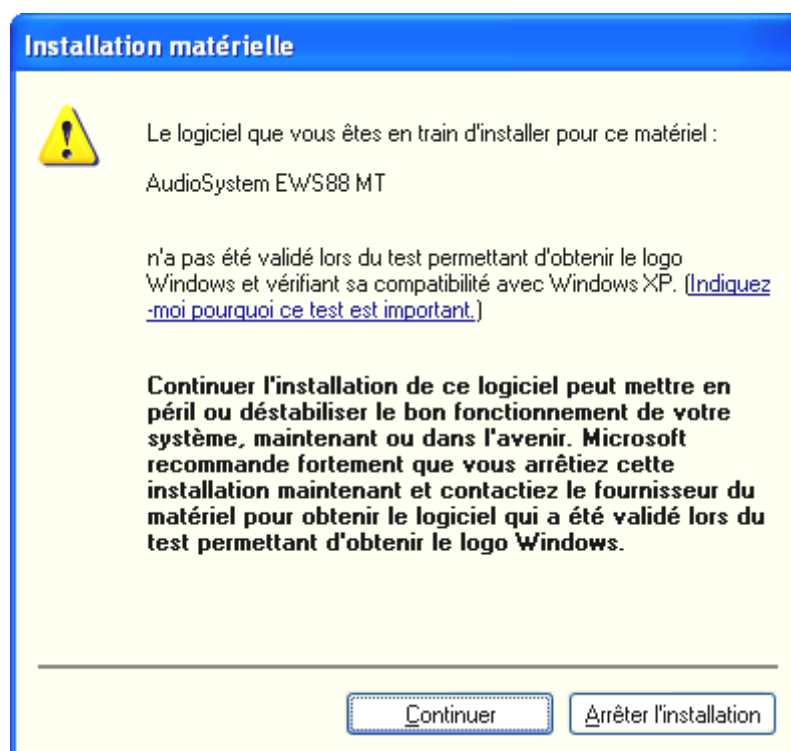 Installation matérielle
Le logiciel que vous êtes en train d'installer pour ce matériel :
AudioSystem EWS88 MT
n'a pas été validé lors du test permettant d'obtenir le logo
Windows et vérifiant sa compatibilité avec Windows XP. (Indiquez
-moi pourquoi ce test est important.)
Continuer l'installation de ce logiciel peut mettre en
péril ou déstabiliser le bon fonctionnement de votre
système, maintenant ou dans l'avenir. Microsoft
recommande fortement que vous arrêtiez cette
installation maintenant et contactiez le fournisseur du
matériel pour obtenir le logiciel qui a été validé lors du
test permettant d'obtenir le logo Windows.
Continuer
Arrêter l'installation